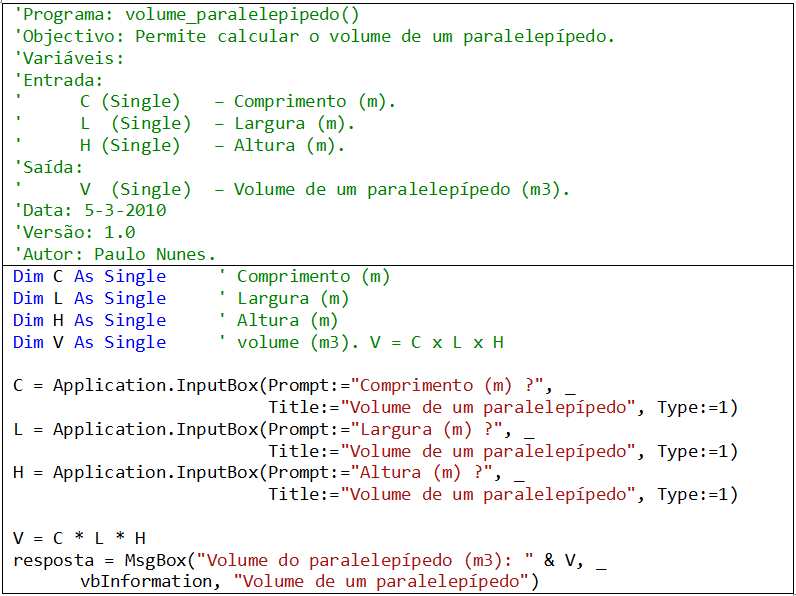 'Programa: volume_paralelepipedo()
'Objectivo: Permite calcular o volume de um paralelepípedo.
'Variáveis:
'Entrada:
'      C (Single)   – Comprimento (m).
'      L  (Single)  – Largura (m).
'      H (Single)   – Altura (m).
'Saída:
'      V  (Single)  – Volume de um paralelepípedo (m3).
'Data: 5-3-2010
'Versão: 1.0
'Autor: Paulo Nunes.
Dim C As Single     ' Comprimento (m)
Dim L As Single     ' Largura (m)
Dim H As Single     ' Altura (m)
Dim V As Single     ' volume (m3). V = C x L x H
C = Application.InputBox(Prompt:="Comprimento (m) ?", _
                         Title:="Volume de um paralelepípedo", Type:=1)
L = Application.InputBox(Prompt:="Largura (m) ?", _
                         Title:="Volume de um paralelepípedo", Type:=1)
H = Application.InputBox(Prompt:="Altura (m) ?", _
                         Title:="Volume de um paralelepípedo", Type:=1)
V = C * L * H
resposta = MsgBox("Volume do paralelepípedo (m3): " & V, _
       vbInformation, "Volume de um paralelepípedo")